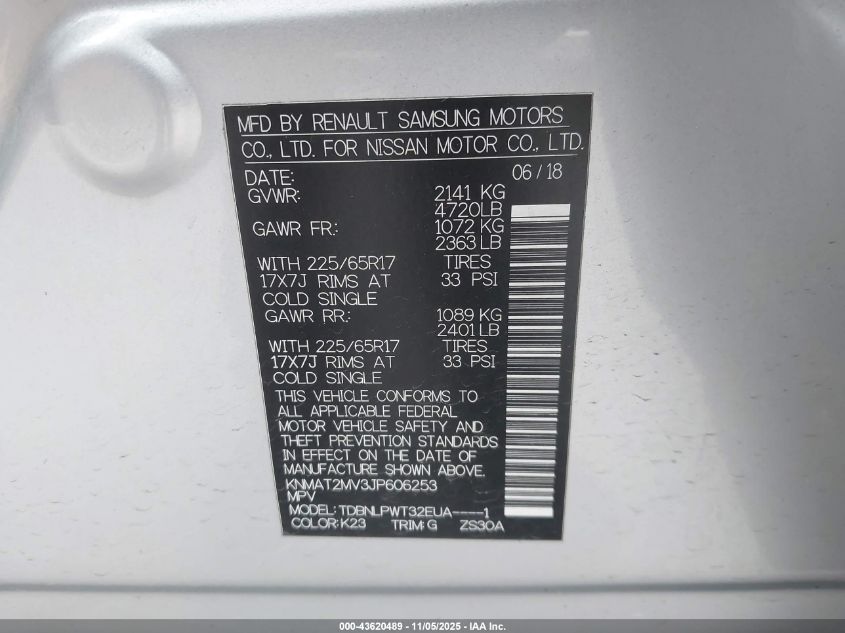 MFD BY RENAULT SAMSUNG MOTORS
CO., LTD. FOR NISSAN MOTOR CO., LTD.
DATE: 06 / 18
GVWR: 2141 KG
4720LB
GAWR FR.: 1072 KG
2363 LB
WITH 225/65R17 TIRES
17X7J RIMS AT 33 PSI
COLD SINGLE
GAWR RR.: 1089 KG
2401 LB
WITH 225/65R17 TIRES
17X7J RIMS AT 33 PSI
COLD SINGLE
THIS VEHICLE CONFORMS TO
ALL APPLICABLE FEDERAL
MOTOR VEHICLE SAFETY AND
THEFT PREVENTION STANDARDS
IN EFFECT ON THE DATE OF
MANUFACTURE SHOWN ABOVE.
KNMAT2MV3JP606253
MPV
MODEL: TDBNLPWT32EUA-----1
COLOR: K23 TRIM: G ZS30A
000-43620489 - 11/05/2025 - IAA Inc.